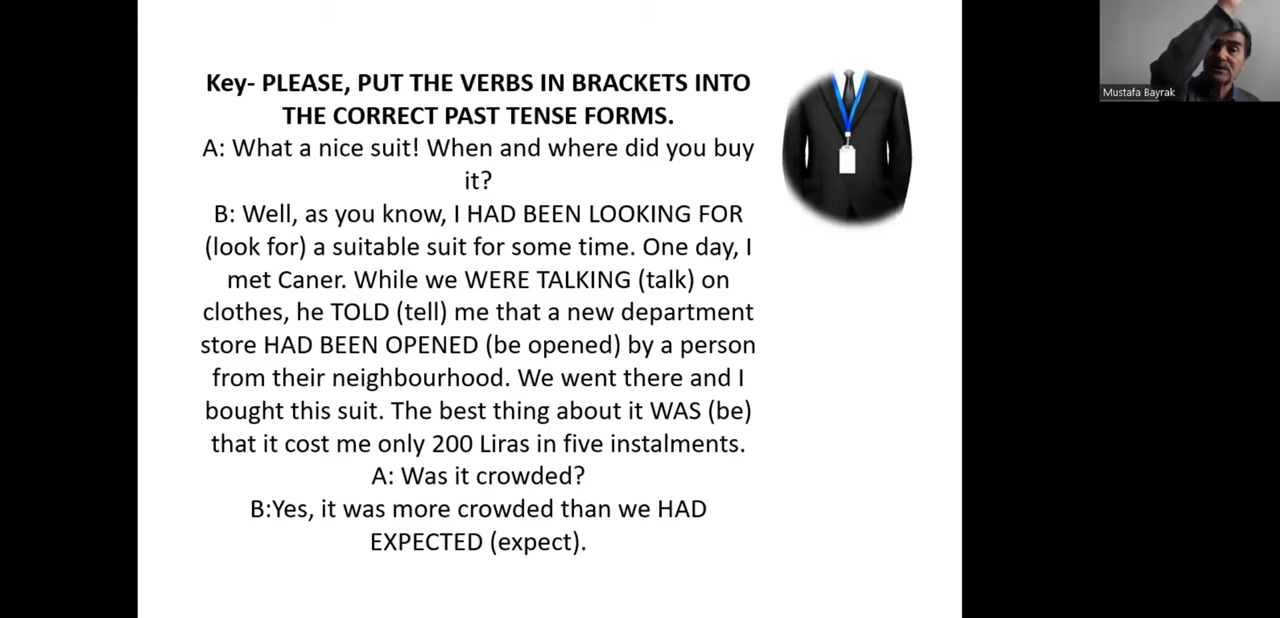 Key- PLEASE, PUT THE VERBS IN BRACKETS INTO
THE CORRECT PAST TENSE FORMS.
A: What a nice suit! When and where did you buy
it?
B: Well, as you know, I HAD BEEN LOOKING FOR
(look for) a suitable suit for some time. One day, I
met Caner. While we WERE TALKING (talk) on
clothes, he TOLD (tell) me that a new department
store HAD BEEN OPENED (be opened) by a person
from their neighbourhood. We went there and I
bought this suit. The best thing about it WAS (be)
that it cost me only 200 Liras in five instalments.
A: Was it crowded?
B:Yes, it was more crowded than we HAD
EXPECTED (expect).
Mustafa Bayrak